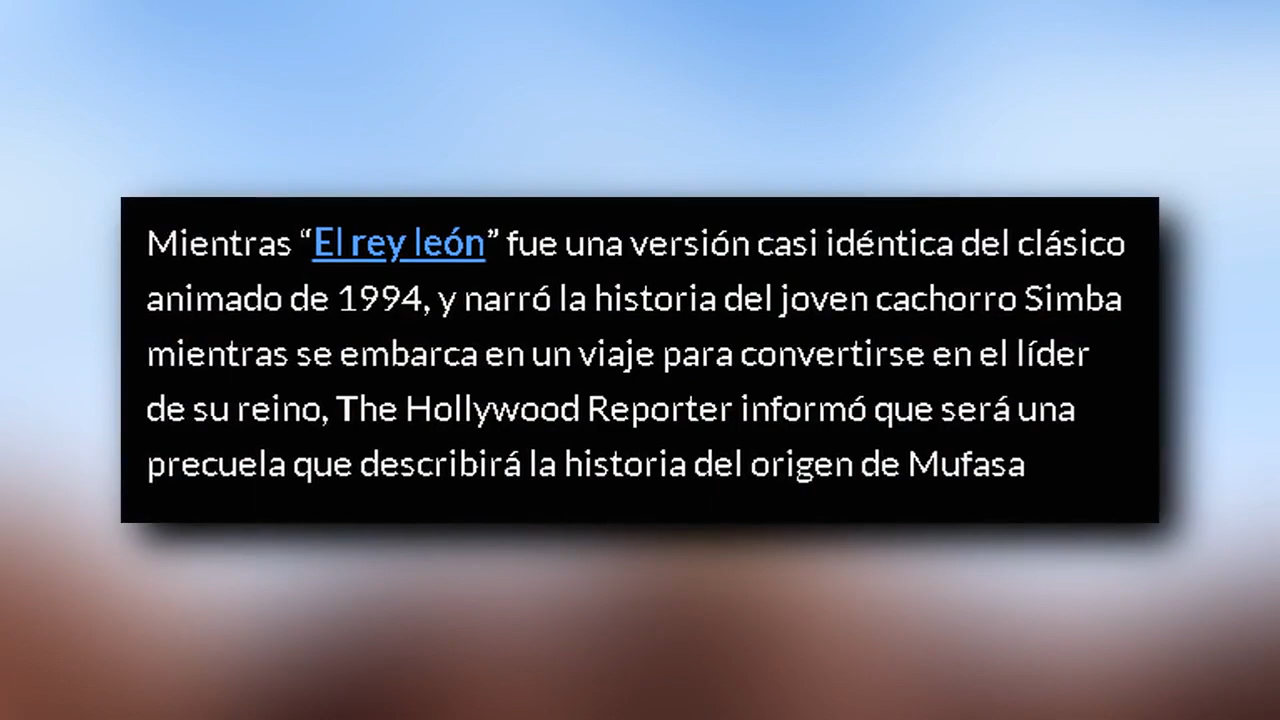 Mientras “El rey león” fue una versión casi idéntica del clásico
animado de 1994, y narró la historia del joven cachorro Simba
mientras se embarca en un viaje para convertirse en el líder
de su reino, The Hollywood Reporter informó que será una
precuela que describirá la historia del origen de Mufasa